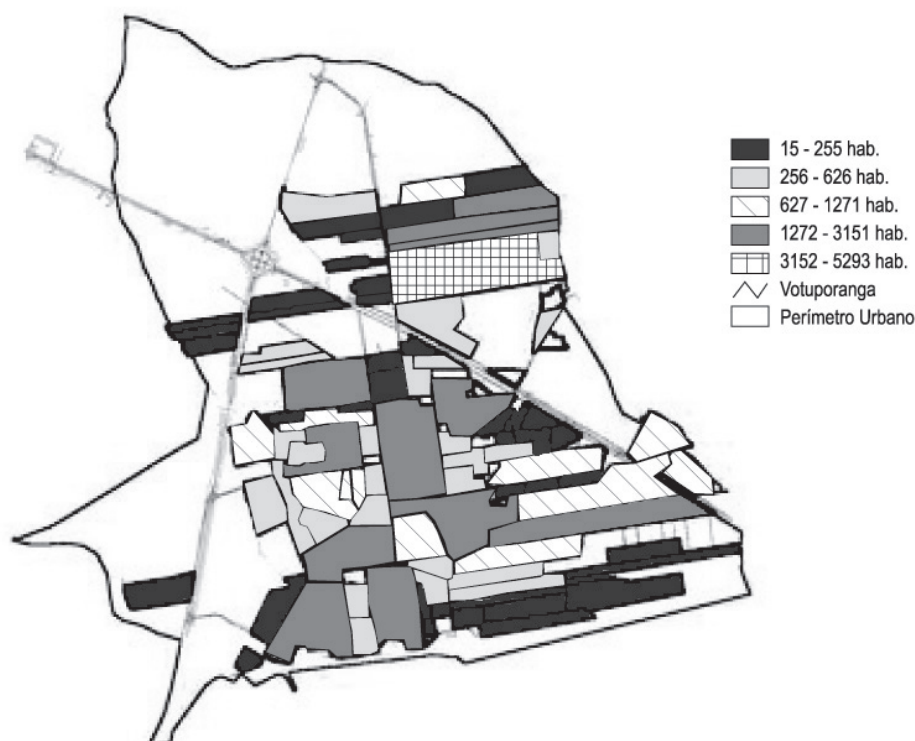 15 - 255 hab.
256 - 626 hab.
627 - 1271 hab.
1272 - 3151 hab.
3152 - 5293 hab.
Votuporanga
Perímetro Urbano